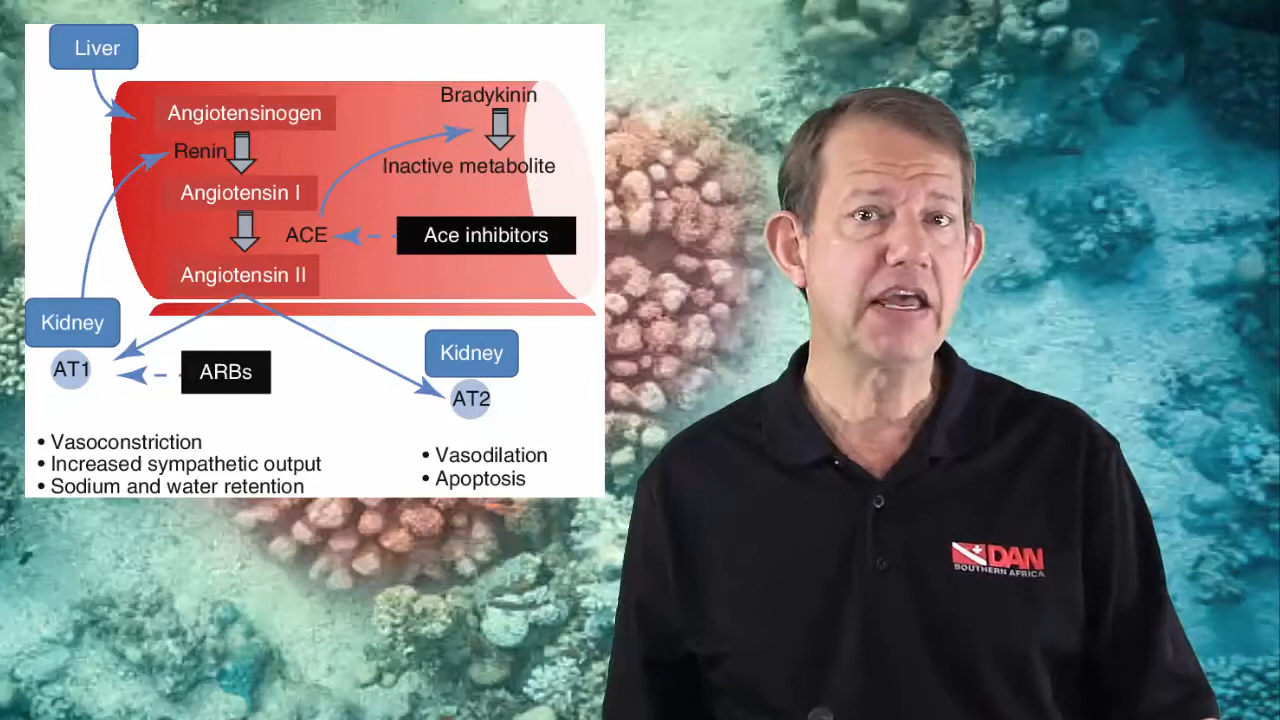 Liver
Angiotensinogen
Bradykinin
Renin
Inactive metabolite
Angiotensin I
ACE
Ace inhibitors
Angiotensin II
Kidney
AT1
ARBs
Kidney
AT2
• Vasoconstriction
• Increased sympathetic output
• Sodium and water retention
• Vasodilation
• Apoptosis
DAN
SOUTHERN AFRICA